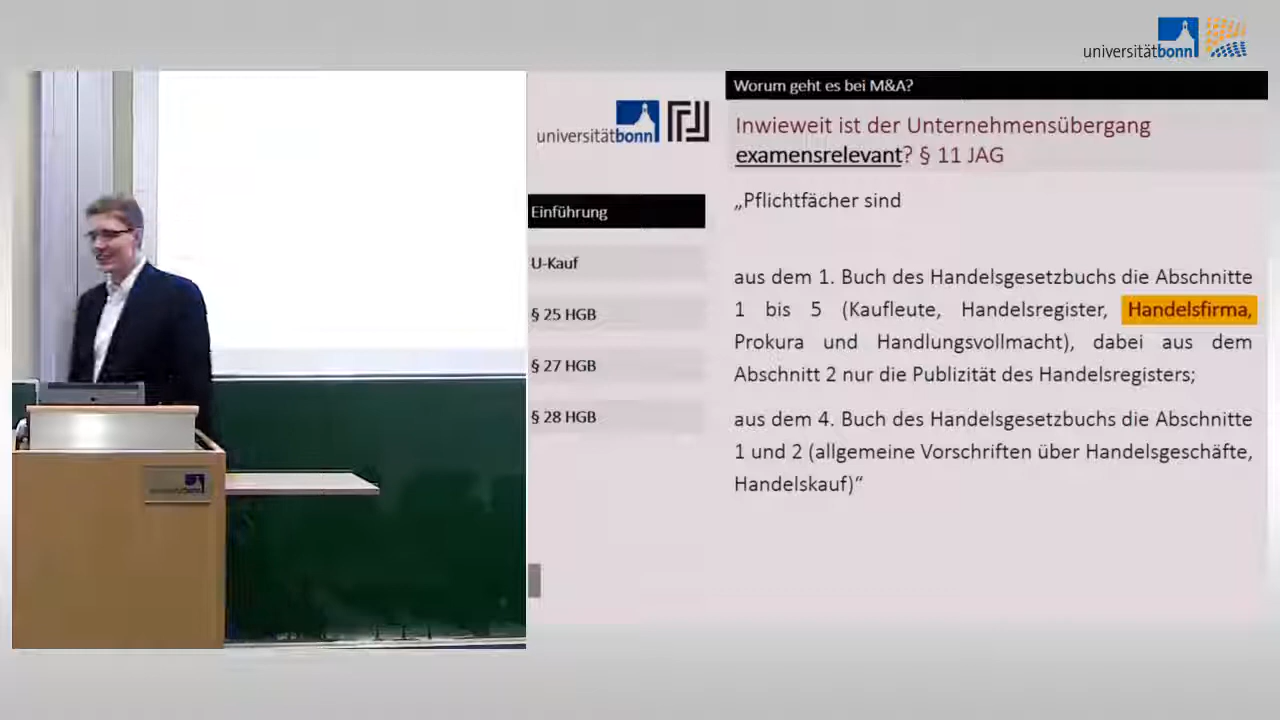 universitätbonn
Worum geht es bei M&A?
Inwieweit ist der Unternehmensübergang
examensrelevant? § 11 JAG
universitätbonn
„Pflichtfächer sind
Einführung
U-Kauf
§ 25 HGB
§ 27 HGB
§ 28 HGB
aus dem 1. Buch des Handelsgesetzbuchs die Abschnitte
1 bis 5 (Kaufleute, Handelsregister, Handelsfirma,
Prokura und Handlungsvollmacht), dabei aus dem
Abschnitt 2 nur die Publizität des Handelsregisters;
aus dem 4. Buch des Handelsgesetzbuchs die Abschnitte
1 und 2 (allgemeine Vorschriften über Handelsgeschäfte,
Handelskauf)“